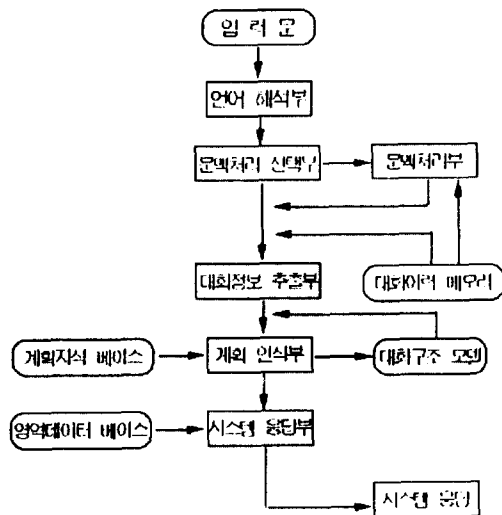 입 력 문
언어 해석부
문맥처리 선택부
문맥처리부
대화정보 추출부
대화이력 메모리
계획지식 베이스
계획 인식부
대화구조 모델
영역데이터 베이스
시스템 응답부
시스템 응답